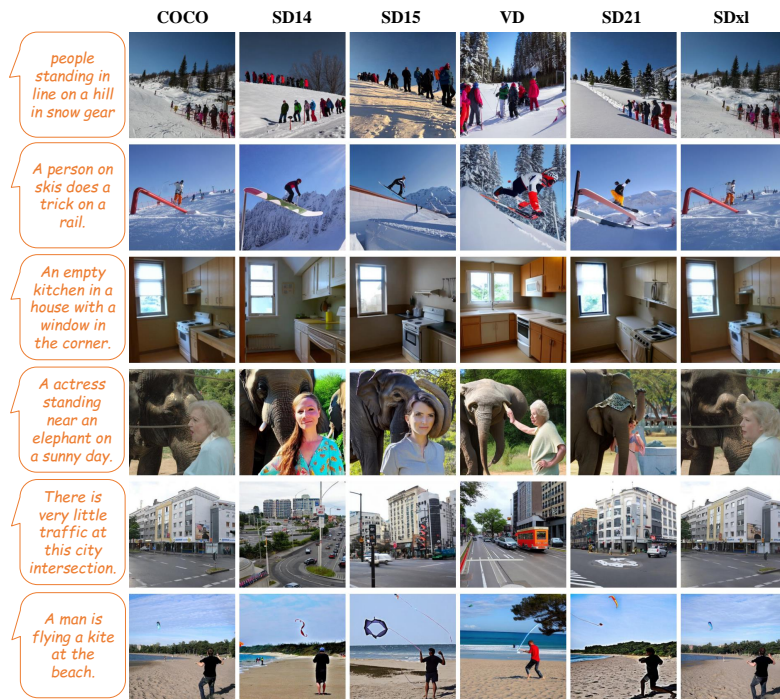 COCO SD14 SD15 VD SD21 SDxl
people
standing in
line on a hill
in snow gear
A person on
skis does a
trick on a
rail.
An empty
kitchen in a
house with a
window in
the corner.
A actress
standing
near an
elephant on
a sunny day.
There is
very little
traffic at
this city
intersection.
A man is
flying a kite
at the
beach.